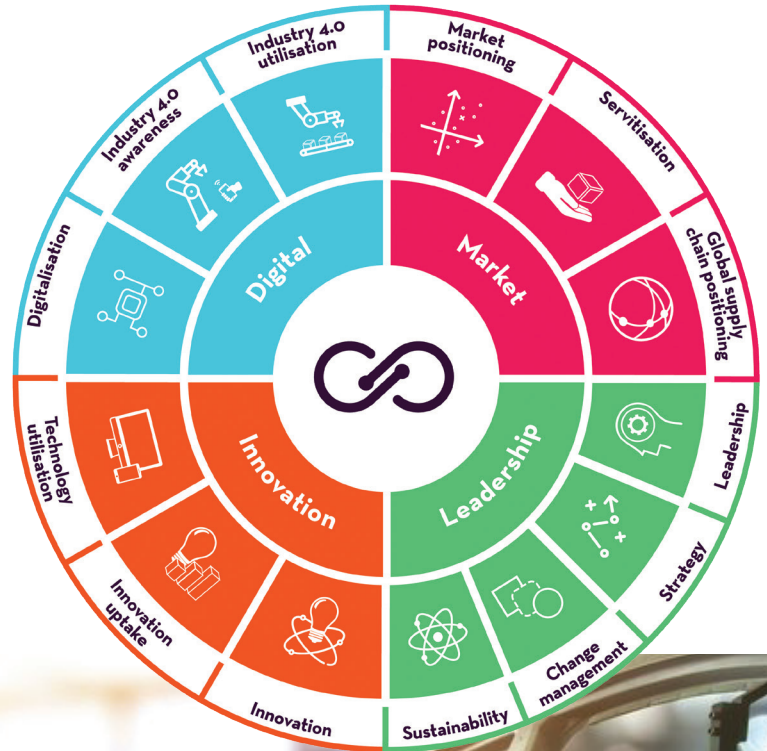 Industry 4.0
utilisation
Market
positioning
Servitisation
Global supply
chain positioning
Leadership
Strategy
Change
management
Sustainability
Innovation
Innovation
uptake
Technology
utilisation
Digitalisation
Industry 4.0
awareness
Digital
Market
Leadership
Innovation